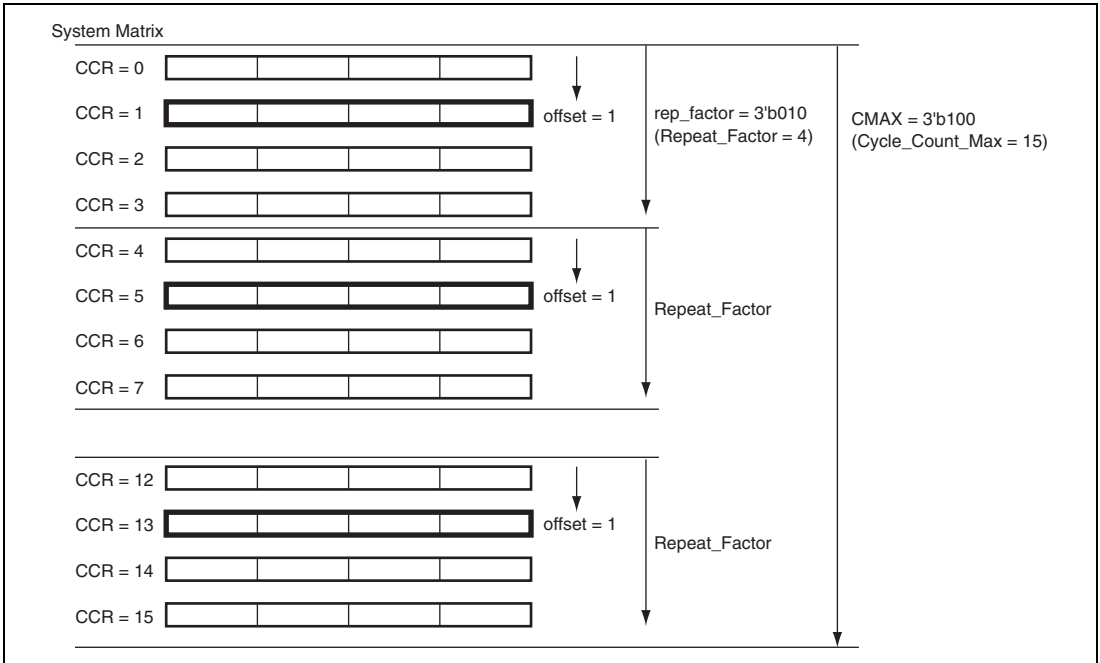 System Matrix
CCR = 0
CCR = 1
offset = 1
rep_factor = 3'b010
(Repeat_Factor = 4)
CMAX = 3'b100
(Cycle_Count_Max = 15)
CCR = 2
CCR = 3
CCR = 4
CCR = 5
offset = 1
Repeat_Factor
CCR = 6
CCR = 7
CCR = 12
CCR = 13
offset = 1
Repeat_Factor
CCR = 14
CCR = 15